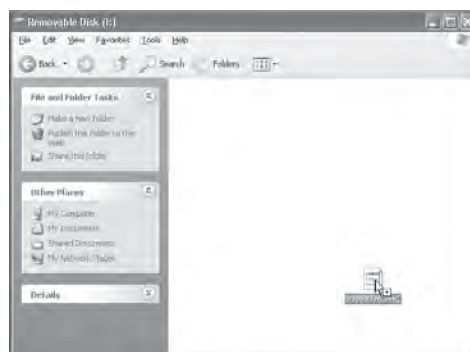 Removable Disk (I:)
File Edit View Favorites Tools Help
Back Search Folders
File and Folder Tasks
Make a new folder
Publish this folder to the
Web
Share this folder
Other Places
My Computer
My Documents
Shared Documents
My Network Places
Details